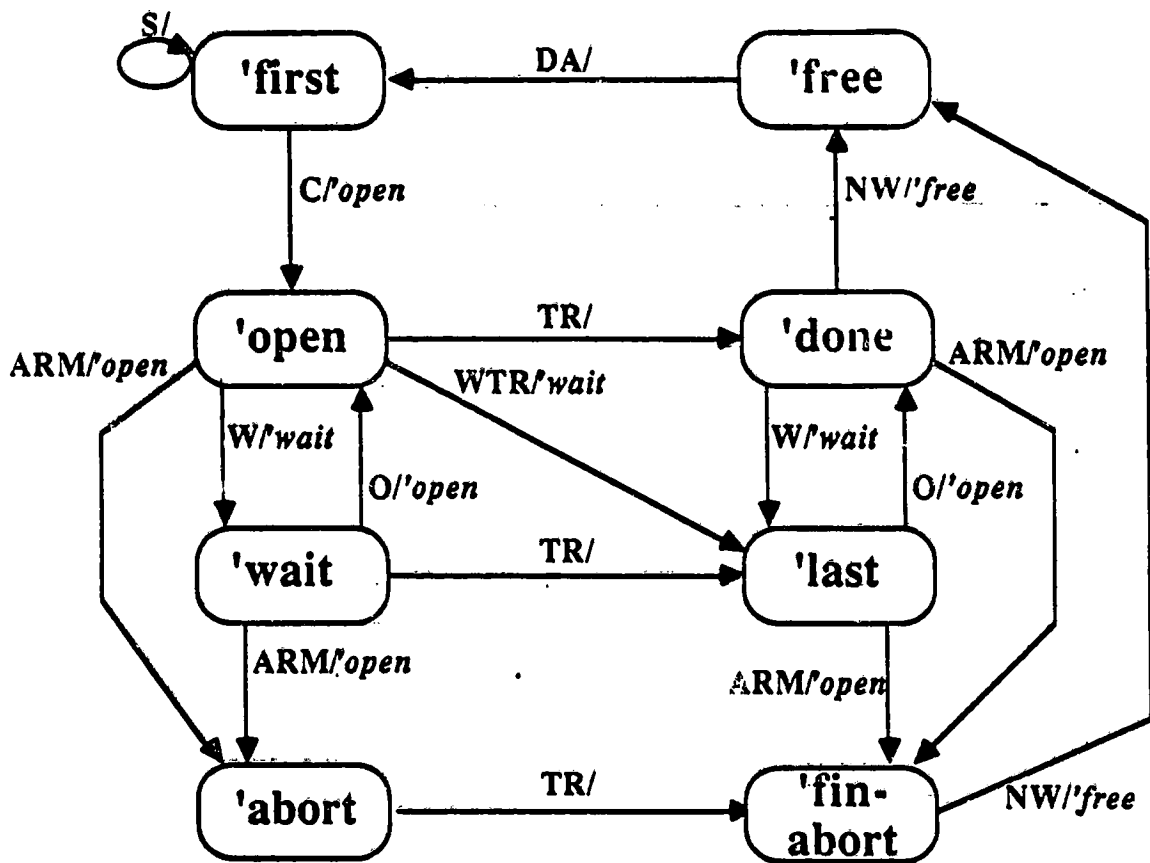 S/
'first
DA/
'free
C/'open
NW/'free
'open
TR/
'done
ARM/'open
WTR/'wait
ARM/'open
W/'wait
O/'open
W/'wait
O/'open
'wait
TR/
'last
ARM/'open
ARM/'open
'abort
TR/
'fin-
abort
NW/'free